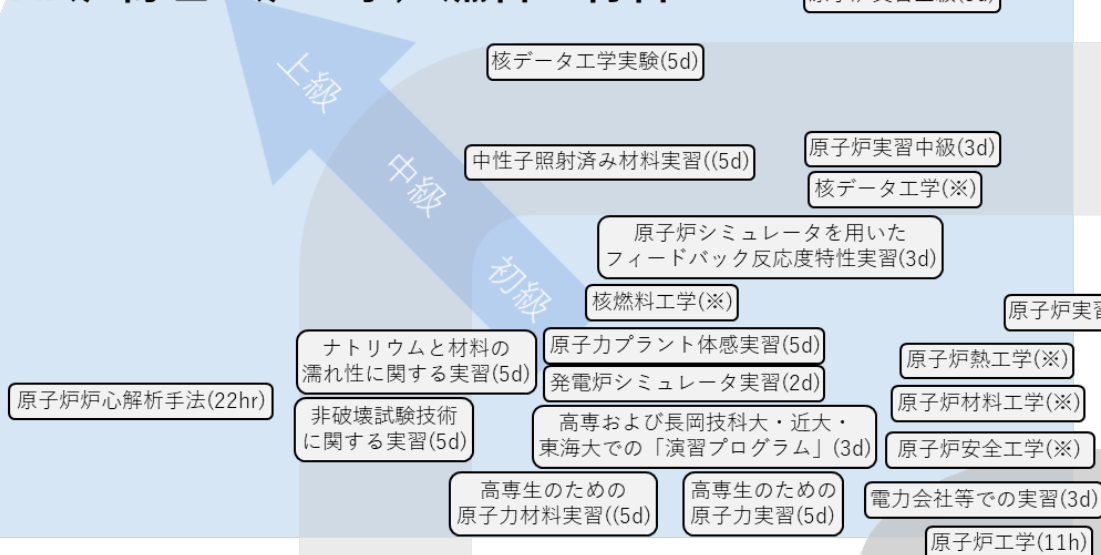 核データ工学実験(5d)
上級
中級
初級
中性子照射済み材料実習((5d)
原子炉実習中級(3d)
核データ工学(※)
原子炉シミュレータを用いた
フィードバック反応度特性実習(3d)
核燃料工学(※)
原子炉実習
原子力プラント体感実習(5d)
ナトリウムと材料の
濡れ性に関する実習(5d)
発電炉シミュレータ実習(2d)
原子炉熱工学(※)
原子炉炉心解析手法(22hr)
原子炉材料工学(※)
非破壊試験技術
に関する実習(5d)
高専および長岡技科大・近大・
東海大での「演習プログラム」(3d)
原子炉安全工学(※)
高専生のための
原子力材料実習((5d)
高専生のための
原子力実習(5d)
電力会社等での実習(3d)
原子炉工学(11h)